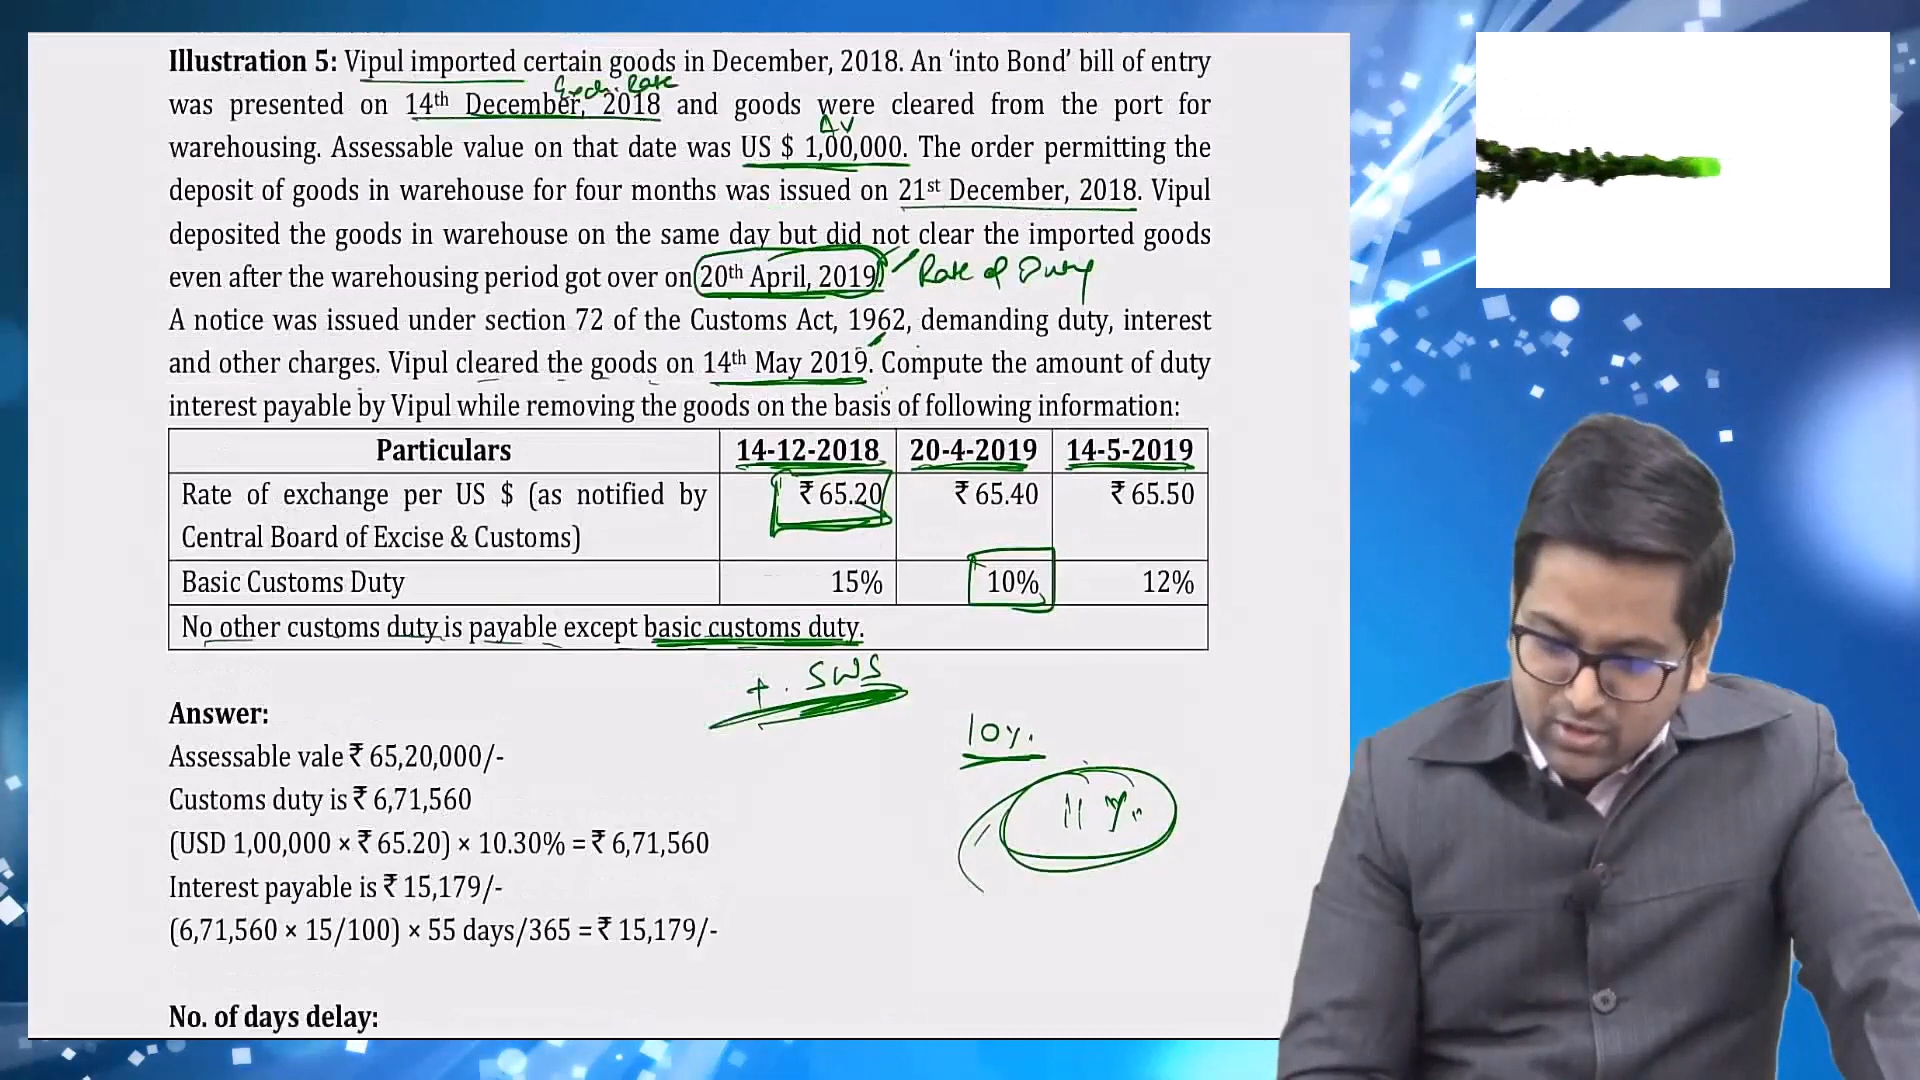 Illustration 5: Vipul imported certain goods in December, 2018. An ‘into Bond’ bill of entry
Exch. Rate
was presented on 14th December, 2018 and goods were cleared from the port for
AV
warehousing. Assessable value on that date was US $ 1,00,000. The order permitting the
deposit of goods in warehouse for four months was issued on 21st December, 2018. Vipul
deposited the goods in warehouse on the same day but did not clear the imported goods
even after the warehousing period got over on 20th April, 2019. Rate of Duty
A notice was issued under section 72 of the Customs Act, 1962, demanding duty, interest
and other charges. Vipul cleared the goods on 14th May 2019. Compute the amount of duty
interest payable by Vipul while removing the goods on the basis of following information:
Particulars 14-12-2018 20-4-2019 14-5-2019
Rate of exchange per US $ (as notified by ₹ 65.20 ₹ 65.40 ₹ 65.50
Central Board of Excise & Customs)
Basic Customs Duty 15% 10% 12%
No other customs duty is payable except basic customs duty.
+ SWS
Answer:
10%
Assessable vale ₹ 65,20,000/-
Customs duty is ₹ 6,71,560
11%
(USD 1,00,000 × ₹ 65.20) × 10.30% = ₹ 6,71,560
Interest payable is ₹ 15,179/-
(6,71,560 × 15/100) × 55 days/365 = ₹ 15,179/-
No. of days delay: